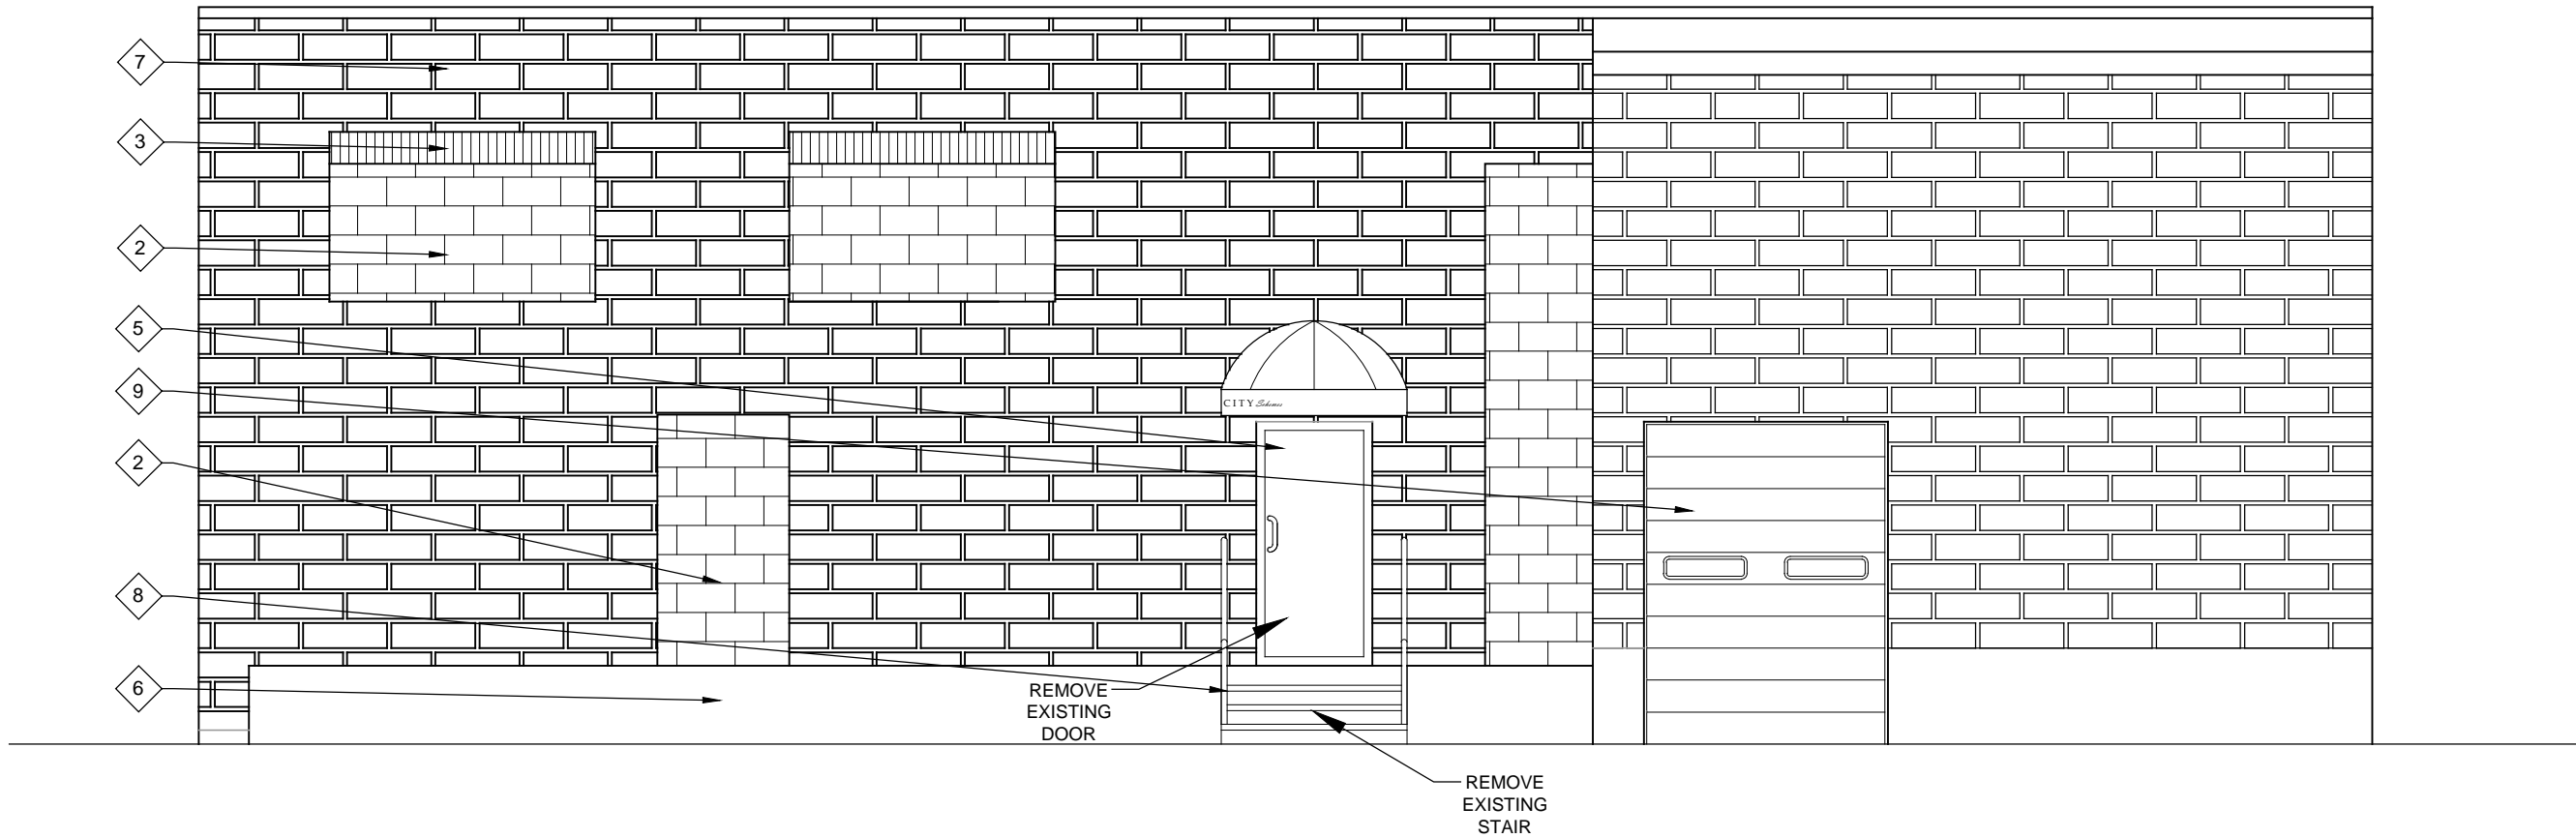 7
3
2
5
9
2
8
6
CITY Schemes
REMOVE
EXISTING
DOOR
REMOVE
EXISTING
STAIR